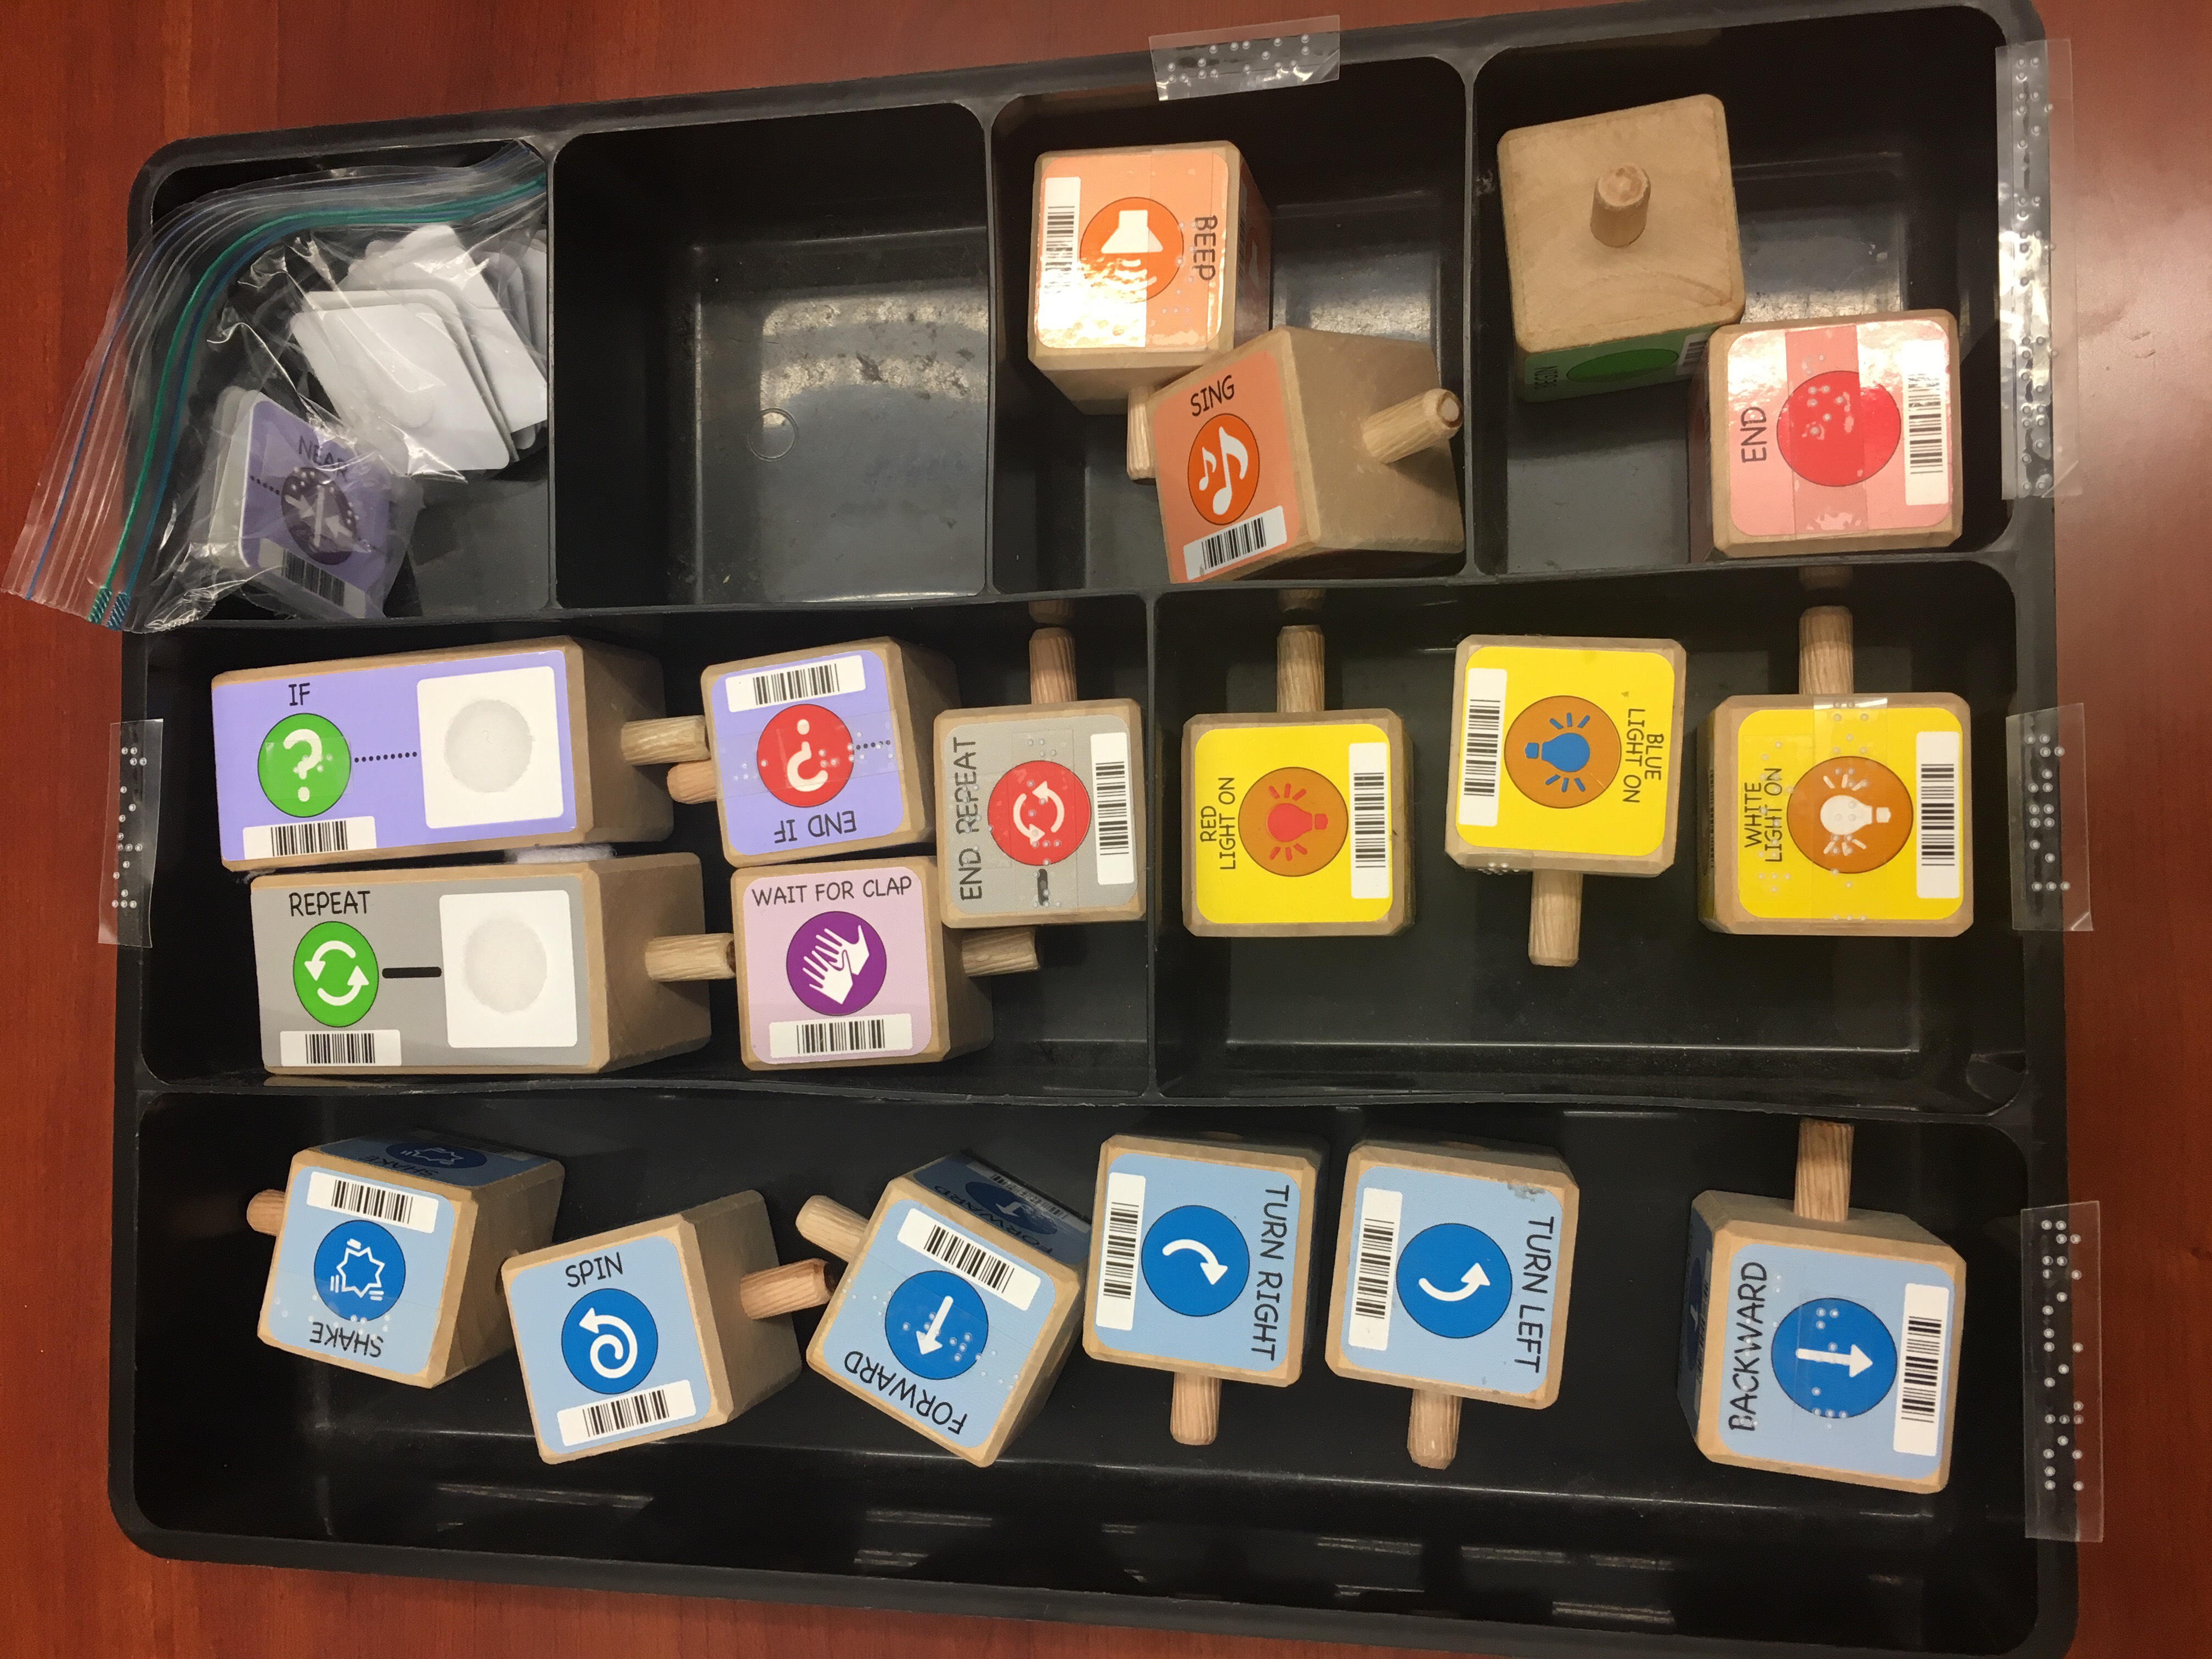 SHAKE
SHAKE
SPIN
FORWARD
FORWARD
TURN RIGHT
TURN LEFT
BACKWARD
REPEAT
IF
WAIT FOR CLAP
END IF
END REPEAT
RED
LIGHT ON
BLUE
LIGHT ON
WHITE
LIGHT ON
BEEP
SING
BEGIN
END